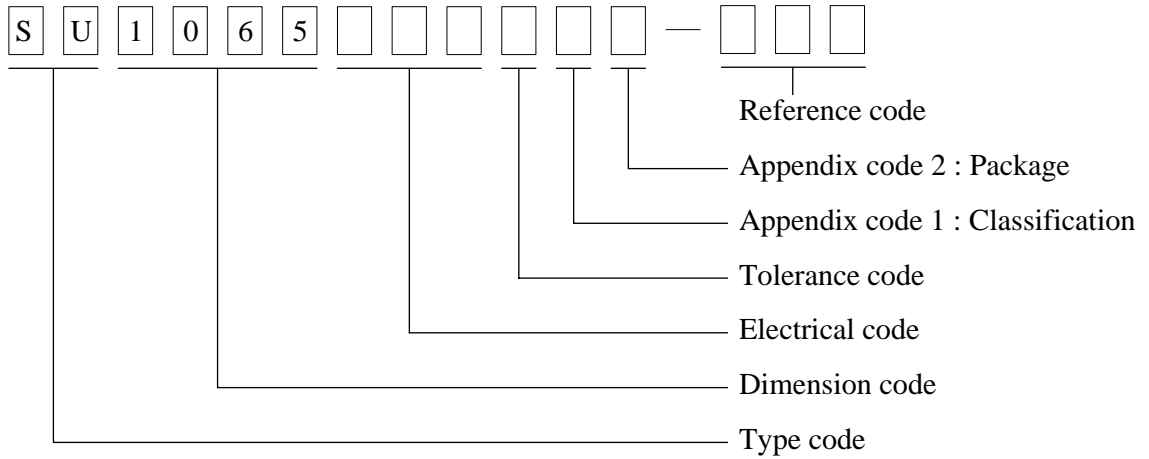 S U 1 0 6 5 —
Reference code
Appendix code 2 : Package
Appendix code 1 : Classification
Tolerance code
Electrical code
Dimension code
Type code